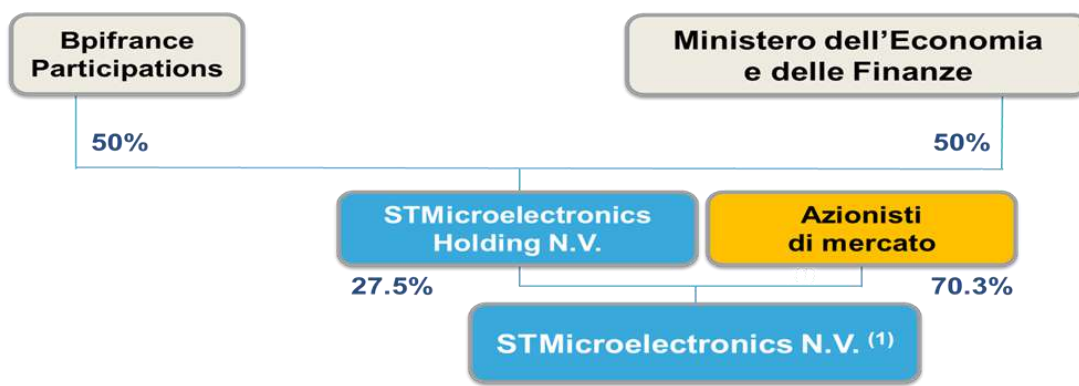 Bpifrance
Participations
Ministero dell’Economia
e delle Finanze
50%
50%
STMicroelectronics
Holding N.V.
Azionisti
di mercato
27.5%
70.3%
STMicroelectronics N.V. (1)